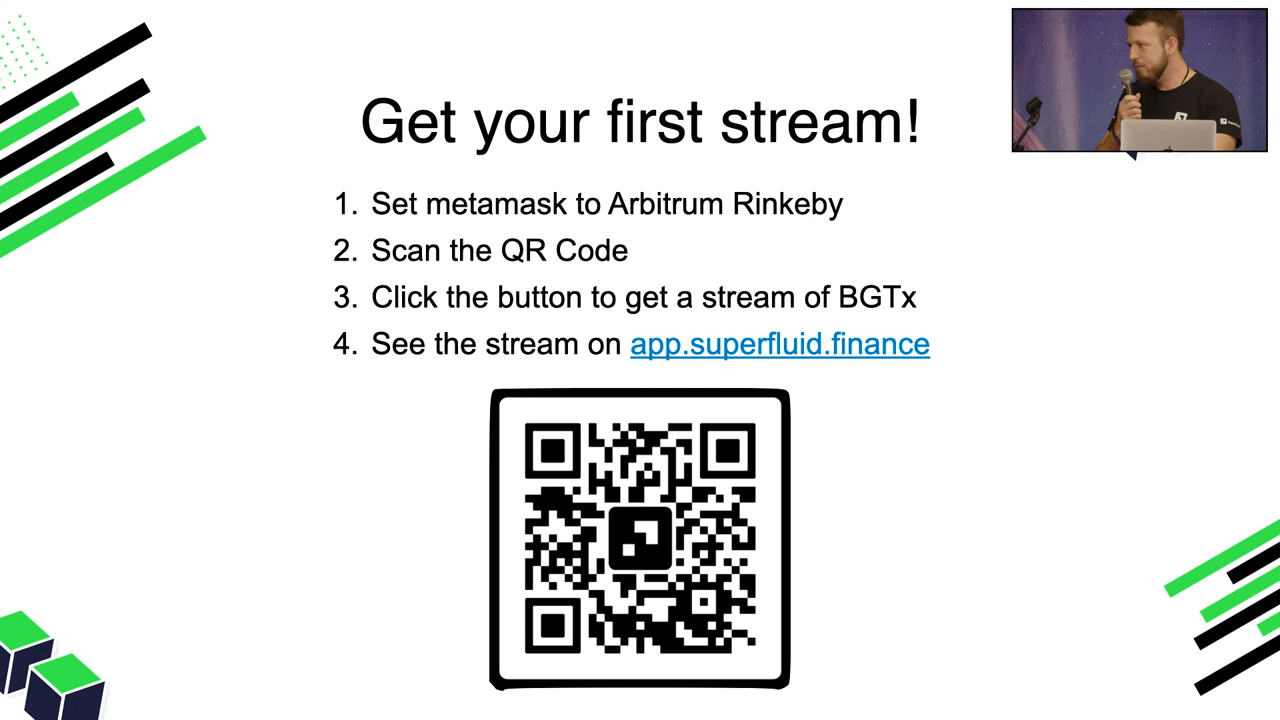 Get your first stream!
1. Set metamask to Arbitrum Rinkeby
2. Scan the QR Code
3. Click the button to get a stream of BGTx
4. See the stream on app.superfluid.finance